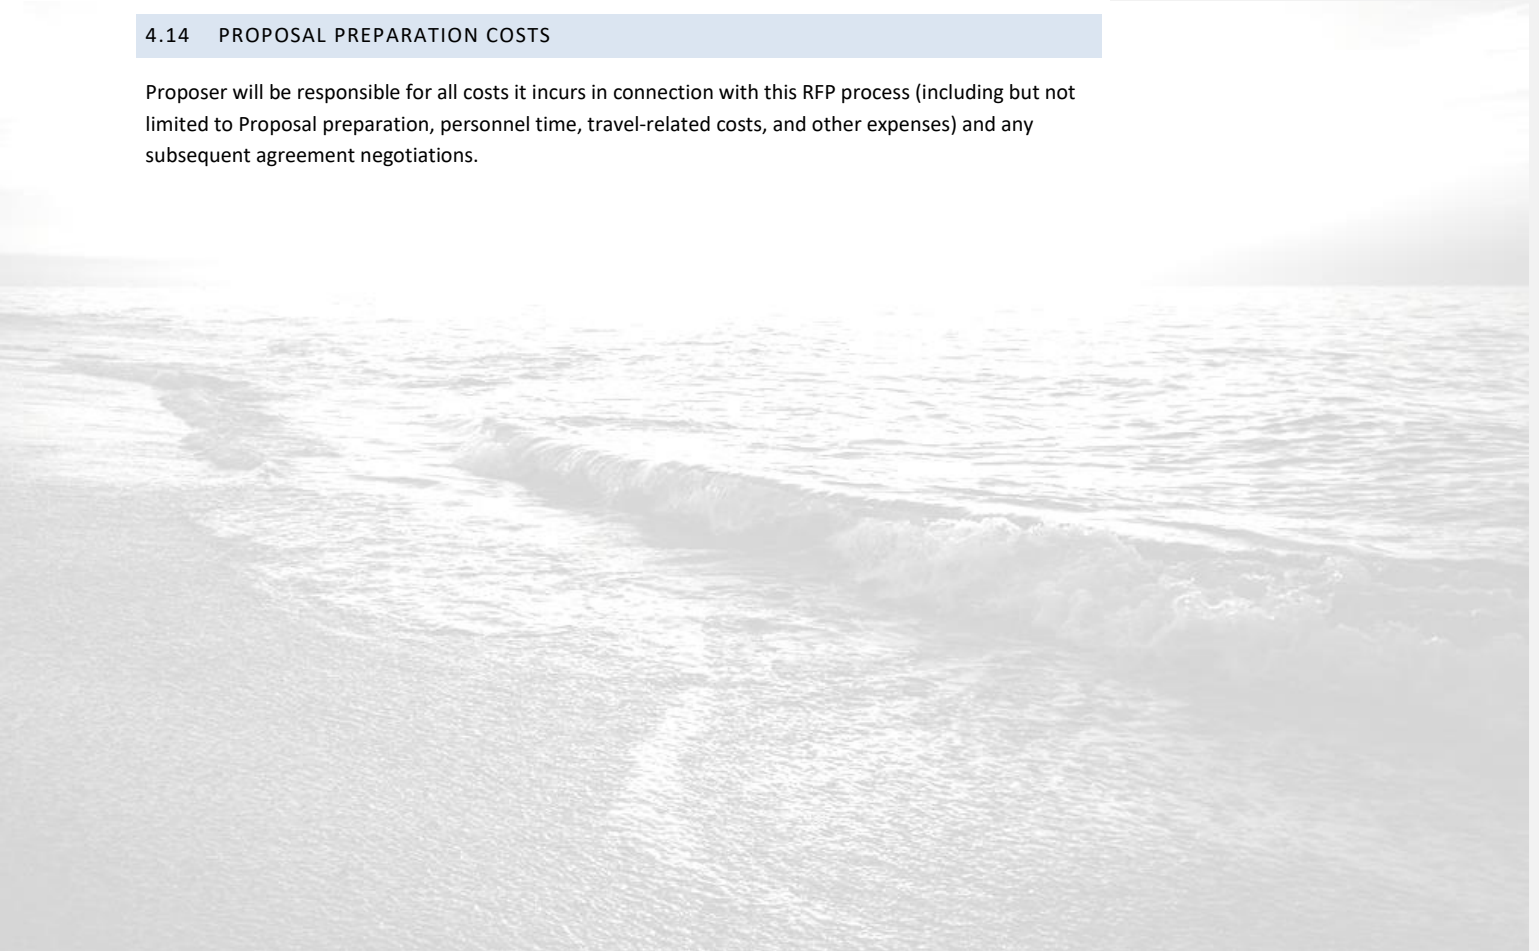 4.14 PROPOSAL PREPARATION COSTS
Proposer will be responsible for all costs it incurs in connection with this RFP process (including but not
limited to Proposal preparation, personnel time, travel-related costs, and other expenses) and any
subsequent agreement negotiations.